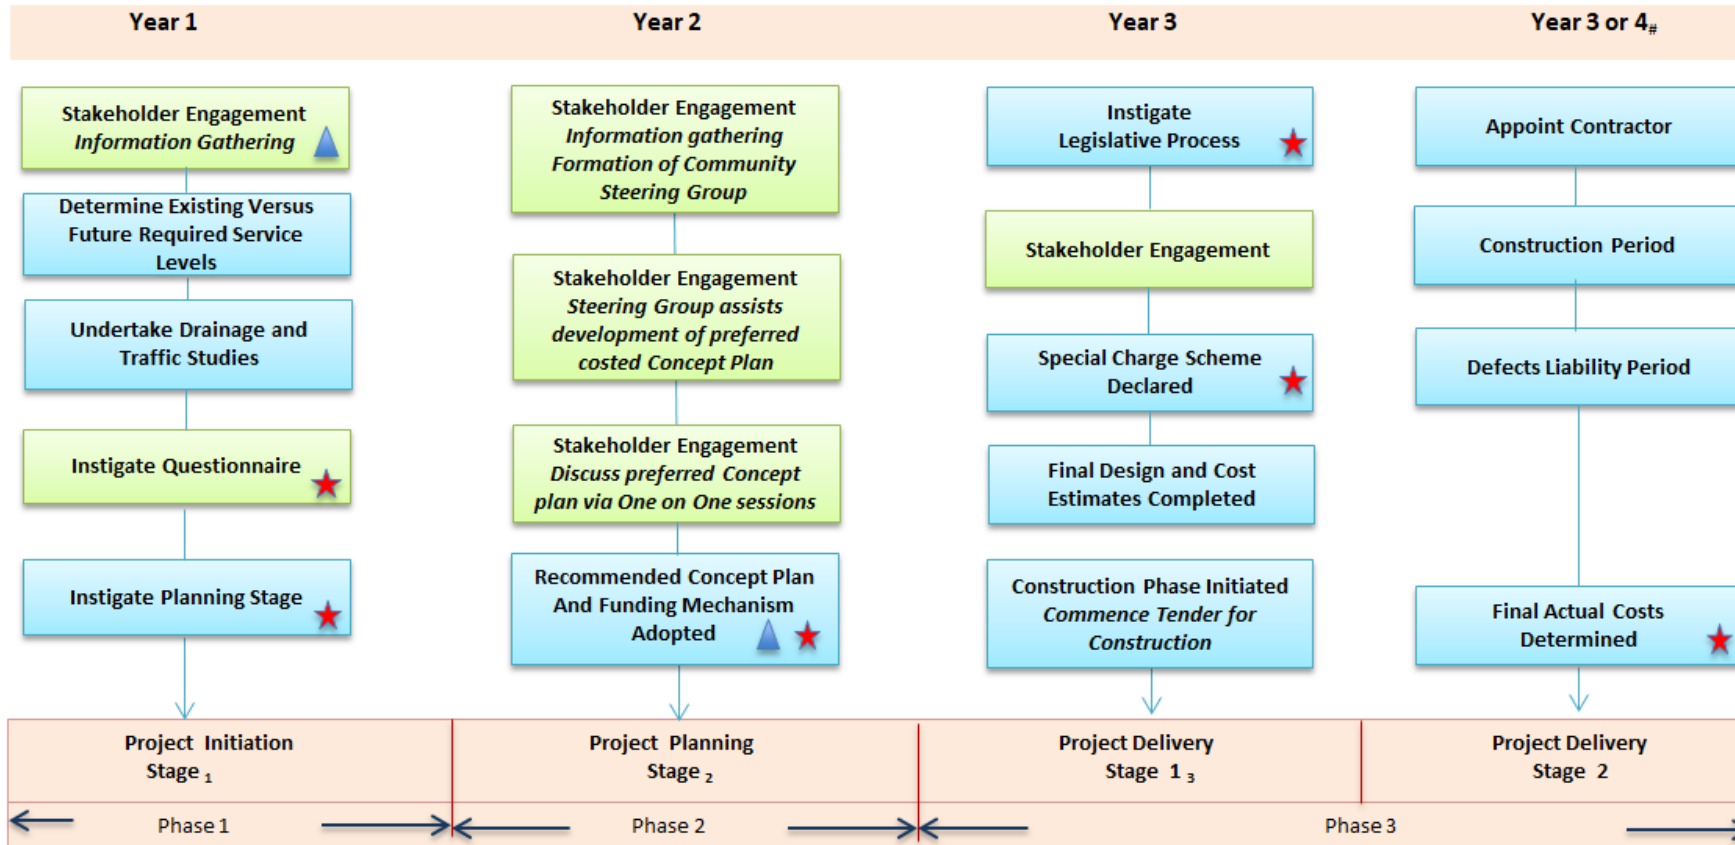 Year 1
Year 2
Year 3
Year 3 or 4#
Stakeholder Engagement
Information Gathering
Determine Existing Versus
Future Required Service
Levels
Undertake Drainage and
Traffic Studies
Instigate Questionnaire
Instigate Planning Stage
Stakeholder Engagement
Information gathering
Formation of Community
Steering Group
Stakeholder Engagement
Steering Group assists
development of preferred
costed Concept Plan
Stakeholder Engagement
Discuss preferred Concept
plan via One on One sessions
Recommended Concept Plan
And Funding Mechanism
Adopted
Instigate
Legislative Process
Stakeholder Engagement
Special Charge Scheme
Declared
Final Design and Cost
Estimates Completed
Construction Phase Initiated
Commence Tender for
Construction
Appoint Contractor
Construction Period
Defects Liability Period
Final Actual Costs
Determined
Project Initiation
Stage 1
Project Planning
Stage 2
Project Delivery
Stage 1 3
Project Delivery
Stage 2
Phase 1
Phase 2
Phase 3